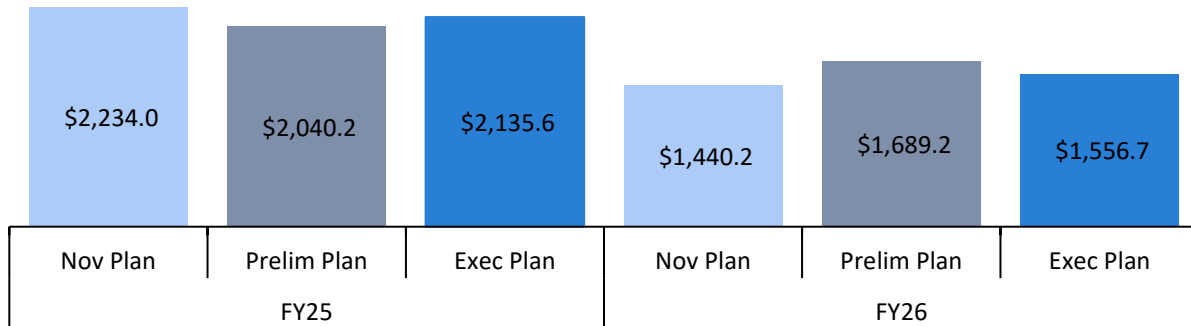 $2,234.0
$2,040.2
$2,135.6
$1,440.2
$1,689.2
$1,556.7
Nov Plan
Prelim Plan
Exec Plan
Nov Plan
Prelim Plan
Exec Plan
FY25
FY26